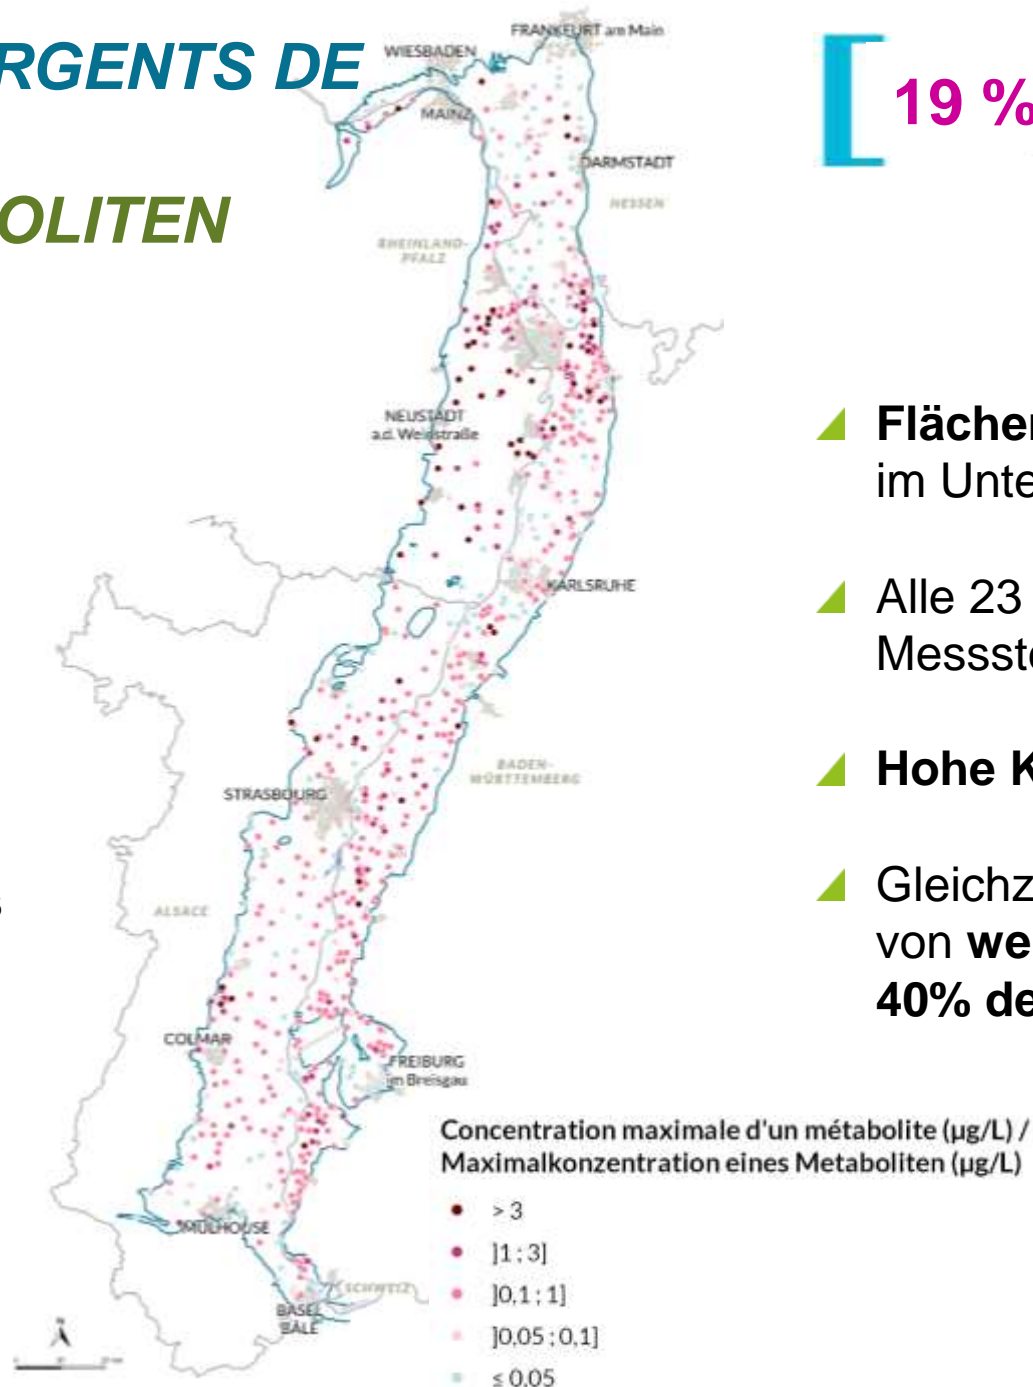 RGENTS DE
OLITEN
19 %
FRANKFURT am Main
WIESBADEN
MAINZ
DARMSTADT
HESSEN
RHEINLAND-
PFALZ
NEUSTADT
a.d. Weinstraße
KARLSRUHE
BADEN-
WÜRTTEMBERG
STRASBOURG
ALSACE
COLMAR
FREIBURG
im Breisgau
MULHOUSE
SCHWEIZ
BASEL
BÂLE
N
Flächen
im Unte
Alle 23
Messste
Hohe K
Gleichz
von we
40% de
s
Concentration maximale d'un métabolite (µg/L) /
Maximalkonzentration eines Metaboliten (µg/L)
> 3
]1 ; 3]
]0,1 ; 1]
]0,05 ; 0,1]
≤ 0,05